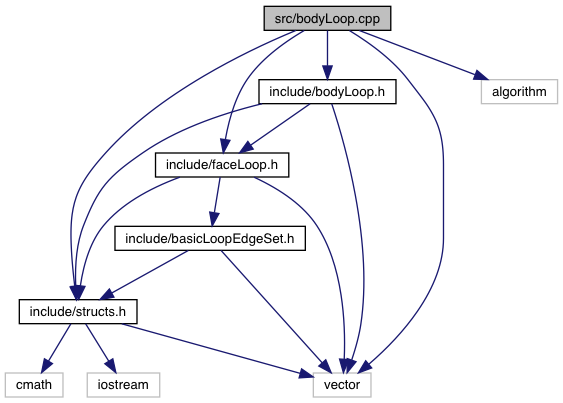 src/bodyLoop.cpp
include/bodyLoop.h
algorithm
include/faceLoop.h
include/basicLoopEdgeSet.h
include/structs.h
cmath
iostream
vector